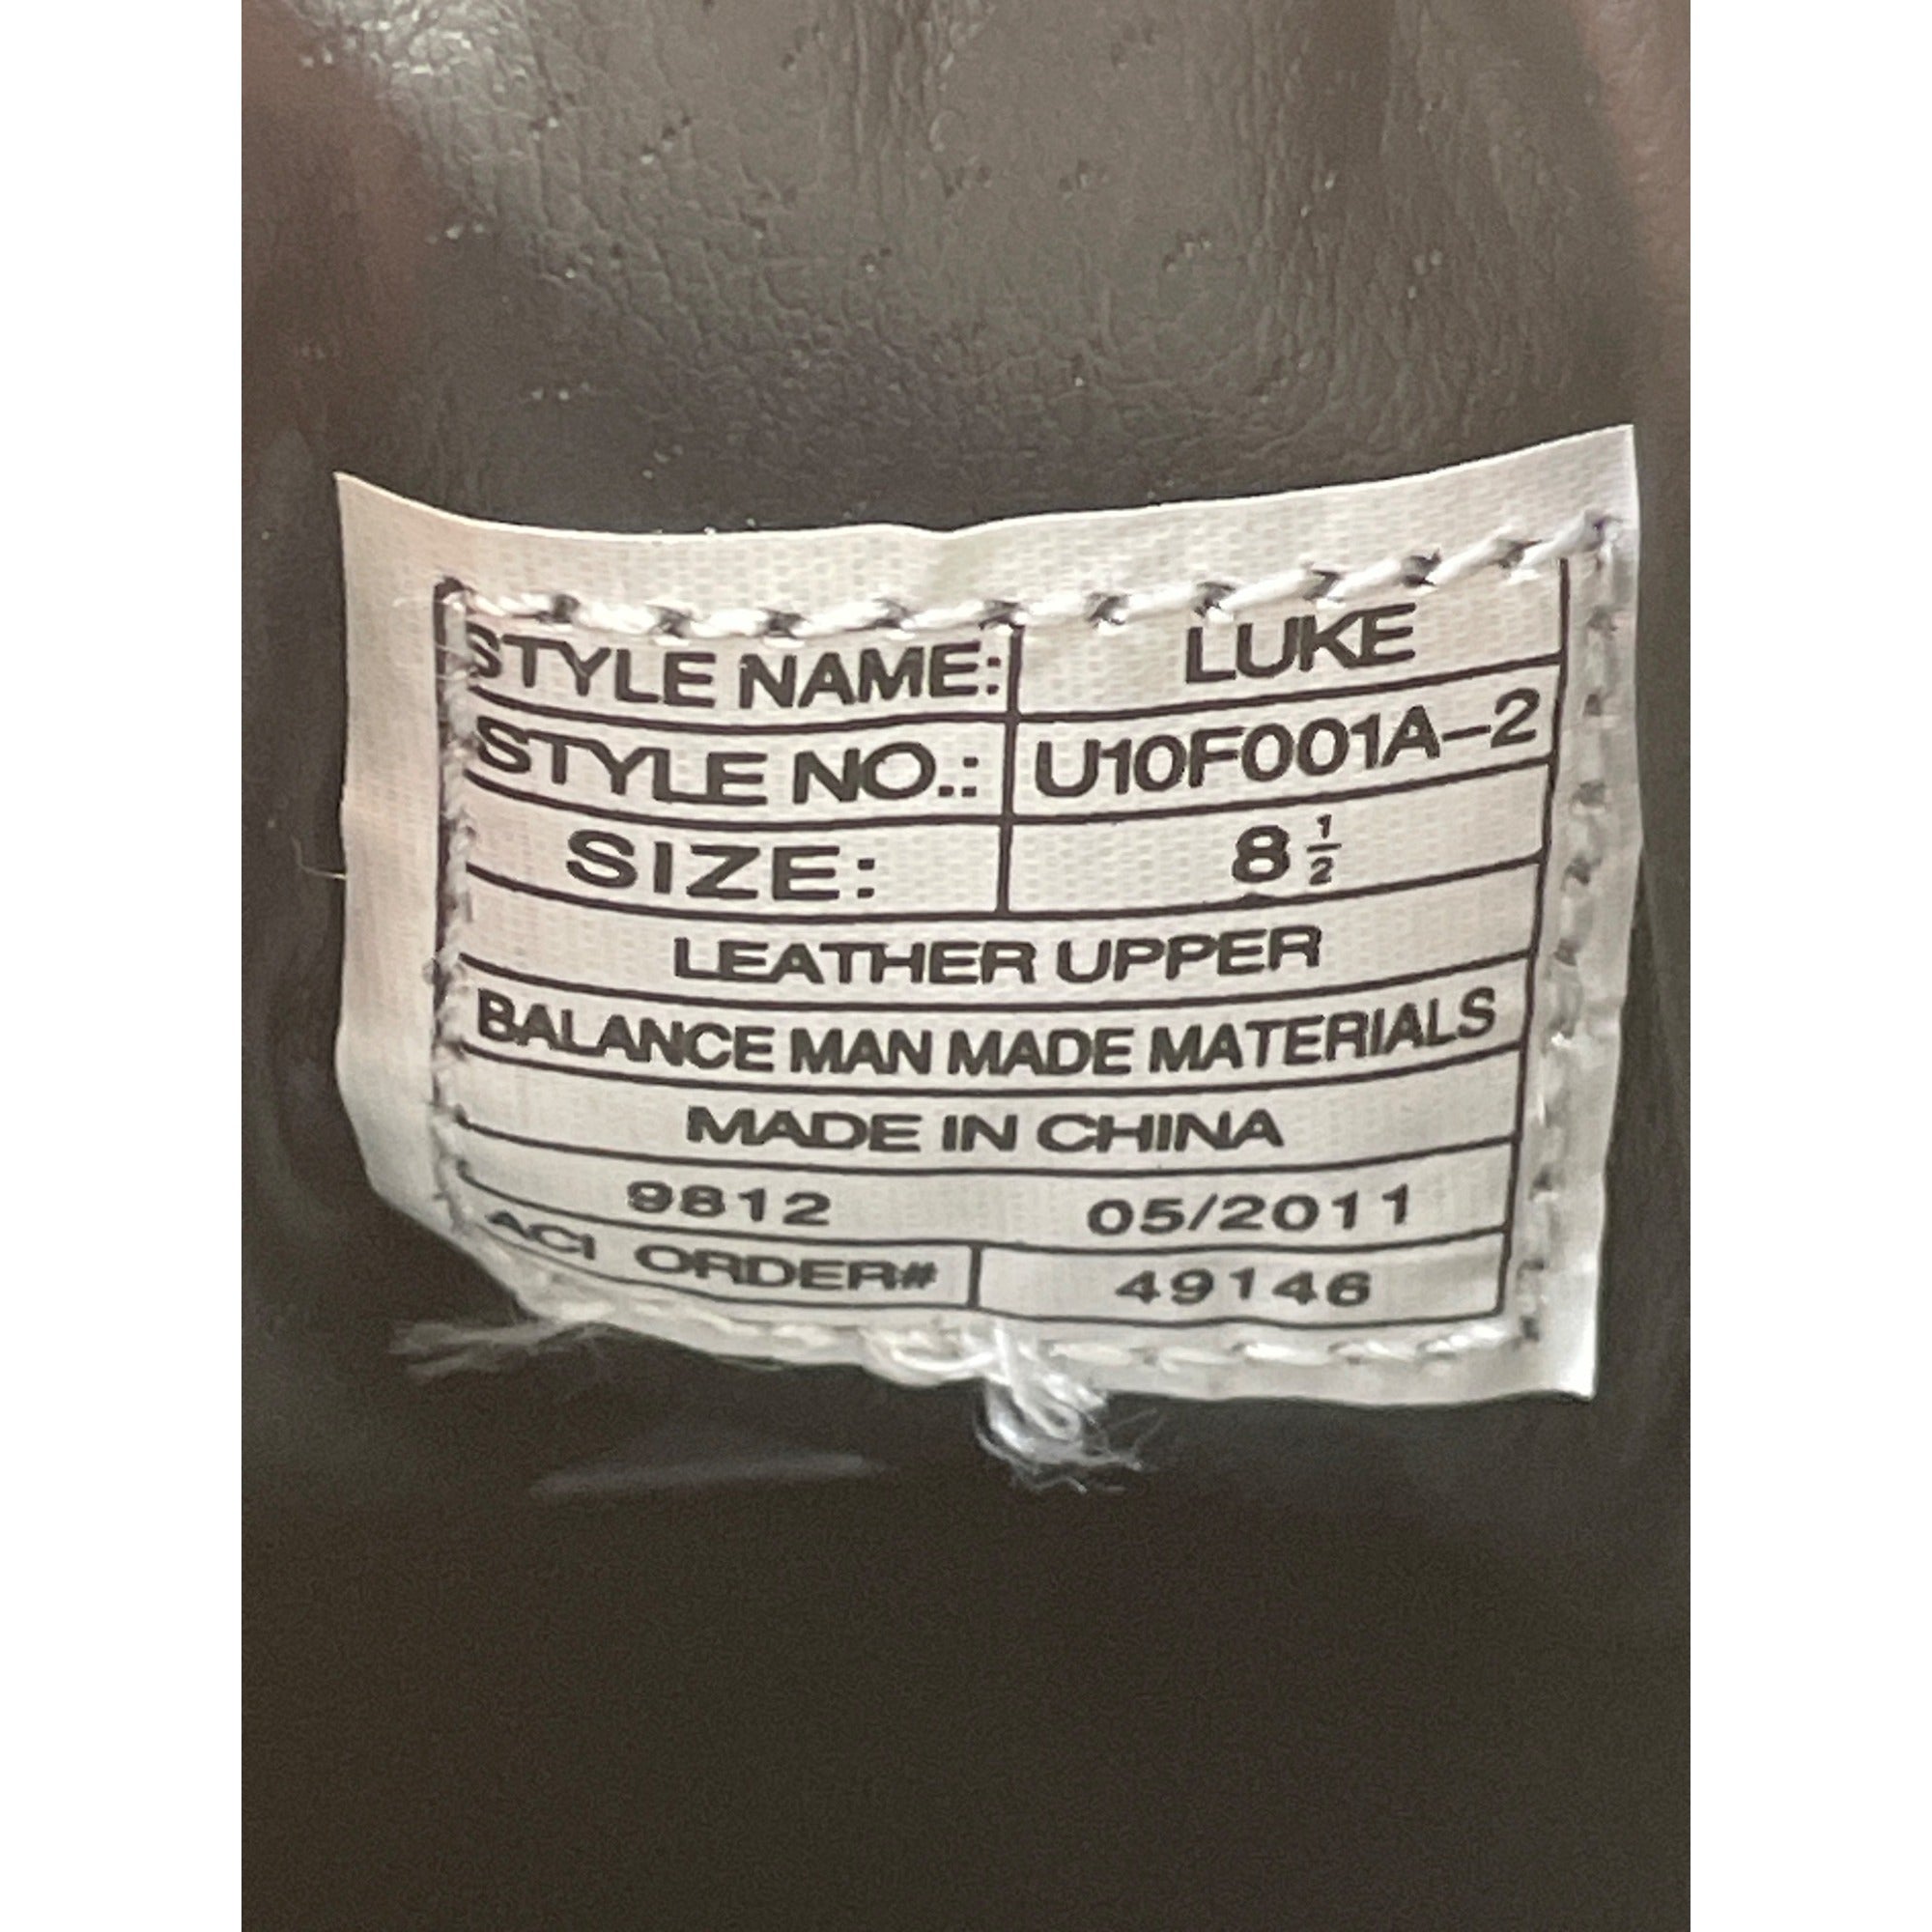 STYLE NAME: LUKE
STYLE NO.: U10F001A-2
SIZE: 8 1/2
LEATHER UPPER
BALANCE MAN MADE MATERIALS
MADE IN CHINA
9812 05/2011
ACI ORDER# 49146